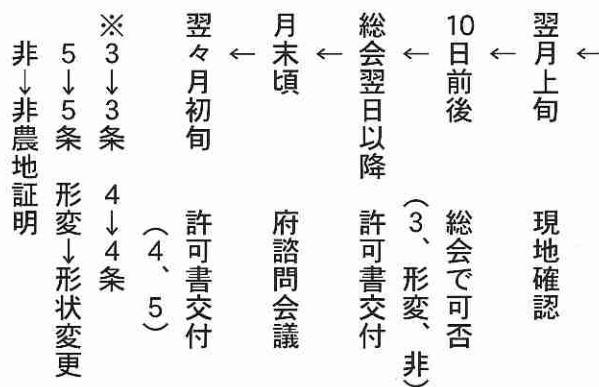 ←
翌月上旬　現地確認
←
10日前後　総会で可否
←　（3、形変、非）
総会翌日以降　許可書交付
←
月末頃　府諮問会議
←
翌々月初旬　許可書交付
（4、5）
※3→3条　4→4条
5→5条　形変→形状変更
非→非農地証明